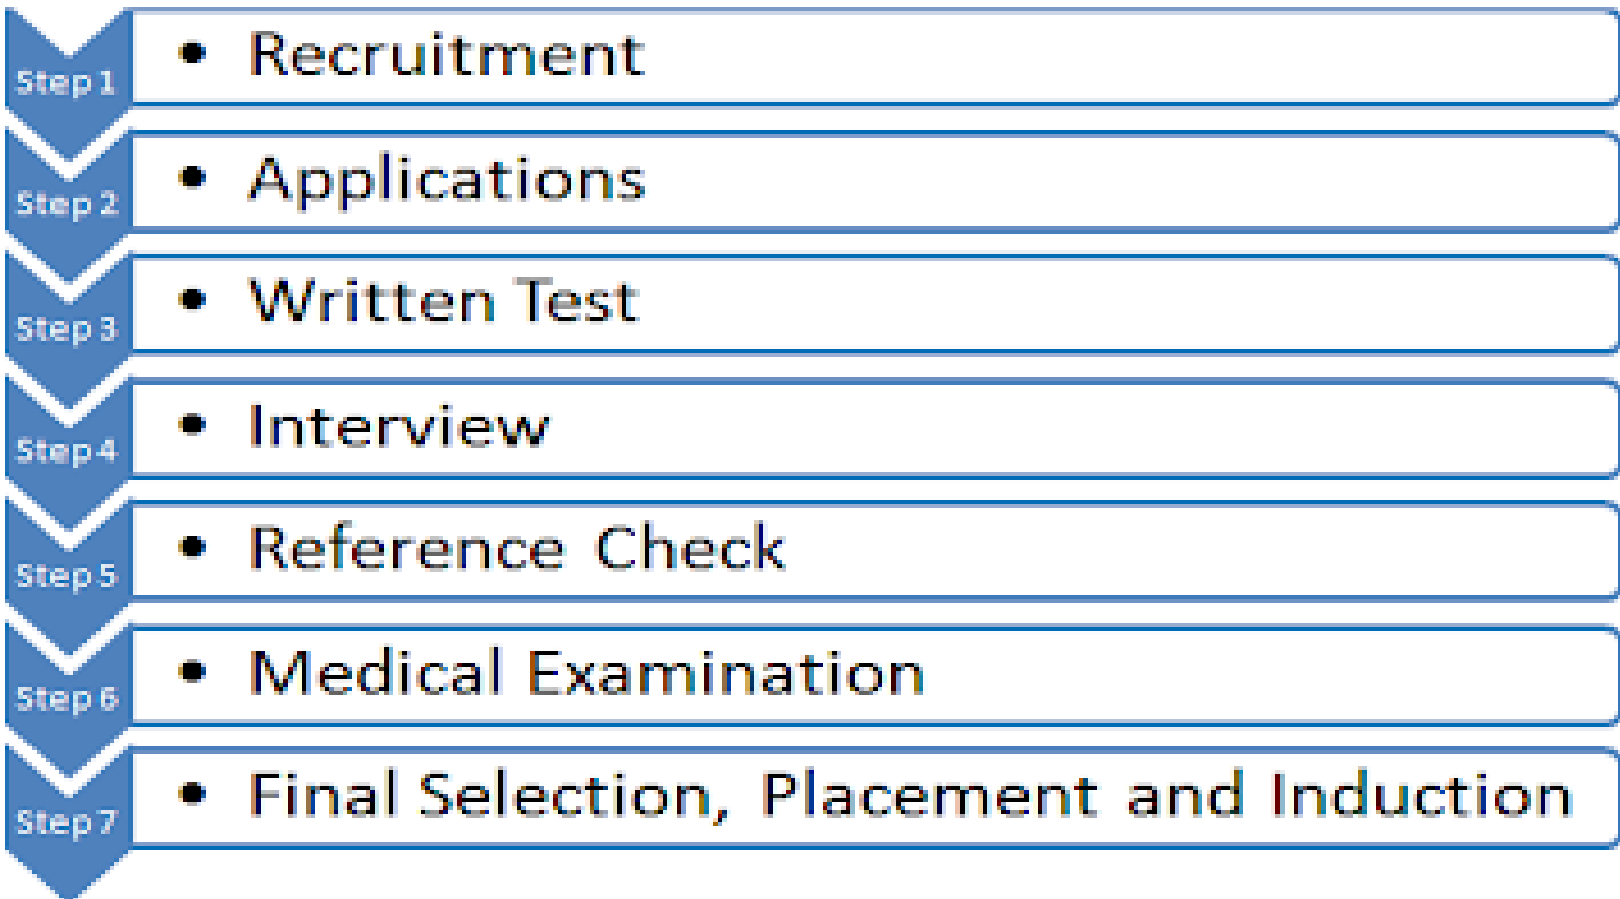 Step 1
• Recruitment
Step 2
• Applications
Step 3
• Written Test
Step 4
• Interview
Step 5
• Reference Check
Step 6
• Medical Examination
Step 7
• Final Selection, Placement and Induction